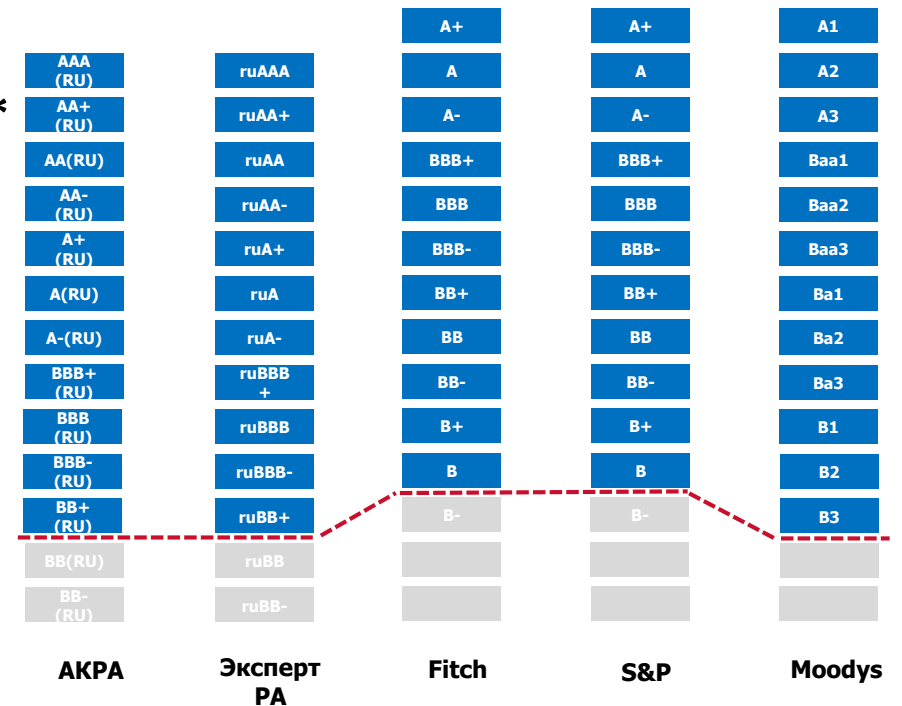 A+ A+ A1
AAA
(RU) ruAAA A A A2
*
AA+
(RU) ruAA+ A- A- A3
AA(RU) ruAA BBB+ BBB+ Baa1
AA-
(RU) ruAA- BBB BBB Baa2
A+
(RU) ruA+ BBB- BBB- Baa3
A(RU) ruA BB+ BB+ Ba1
A-(RU) ruA- BB BB Ba2
BBB+
(RU) ruBBB
+ BB- BB- Ba3
BBB
(RU) ruBBB B+ B+ B1
BBB-
(RU) ruBBB- B B B2
BB+
(RU) ruBB+ B- B- B3
BB(RU) ruBB
BB-
(RU) ruBB-
АКРА Эксперт
РА Fitch S&P Moodys